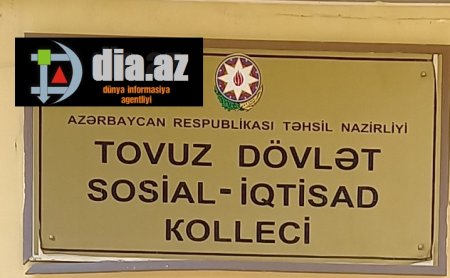 dia.az
dünya informasiya
agentliyi
AZƏRBAYCAN RESPUBLİKASI TƏHSİL NAZİRLİYİ
TOVUZ DÖVLƏT
SOSİAL-İQTİSAD
KOLLECİ